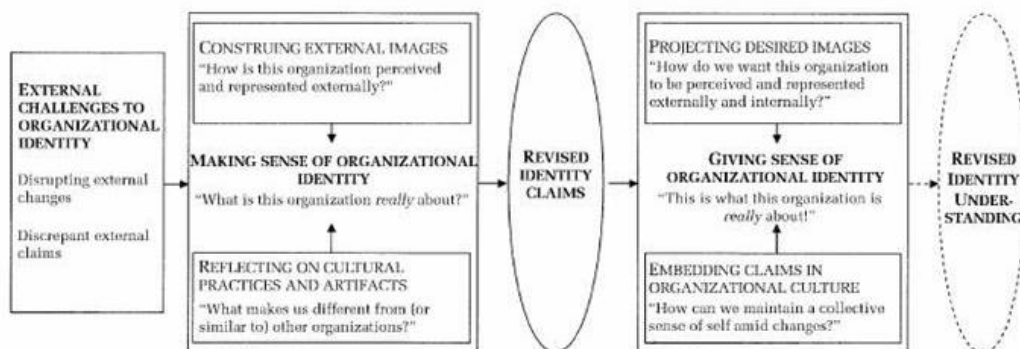 EXTERNAL
CHALLENGES TO
ORGANIZATIONAL
IDENTITY
Disrupting external
changes
Discrepant external
claims
CONSTRUING EXTERNAL IMAGES
“How is this organization perceived
and represented externally?”
MAKING SENSE OF ORGANIZATIONAL
IDENTITY
“What is this organization really about?”
REFLECTING ON CULTURAL
PRACTICES AND ARTIFACTS
“What makes us different from (or
similar to) other organizations?”
REVISED
IDENTITY
CLAIMS
PROJECTING DESIRED IMAGES
“How do we want this organization
to be perceived and represented
externally and internally?”
GIVING SENSE OF
ORGANIZATIONAL IDENTITY
“This is what this organization is
really about!”
EMBEDDING CLAIMS IN
ORGANIZATIONAL CULTURE
“How can we maintain a collective
sense of self amid changes?”
REVISED
IDENTITY
UNDER-
STANDING